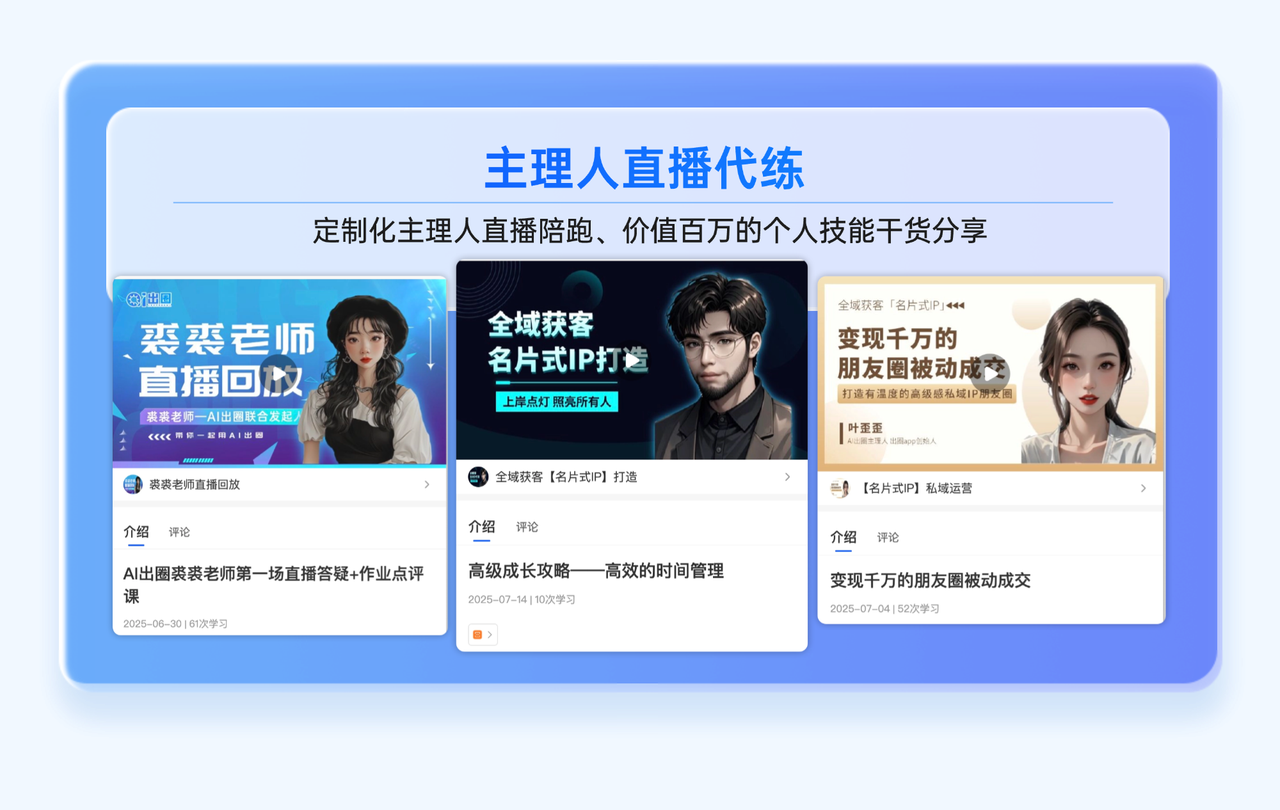 主理人直播代练
定制化主理人直播陪跑、价值百万的个人技能干货分享
Ai出圈
裘裘老师
直播回放
裘裘老师—AI出圈联合发起人
带你一起用AI出圈
裘裘老师直播回放
介绍 评论
AI出圈裘裘老师第一场直播答疑+作业点评
课
2025-06-30 | 61次学习
全域获客
名片式IP打造
上岸点灯 照亮所有人
全域获客【名片式IP】打造
介绍 评论
高级成长攻略——高效的时间管理
2025-07-14 | 10次学习
全域获客「名片式IP」
变现千万的
朋友圈被动成交
打造有温度的高级感私域IP朋友圈
叶歪歪
AI出圈主理人 出圈app创始人
【名片式IP】私域运营
介绍 评论
变现千万的朋友圈被动成交
2025-07-04 | 52次学习